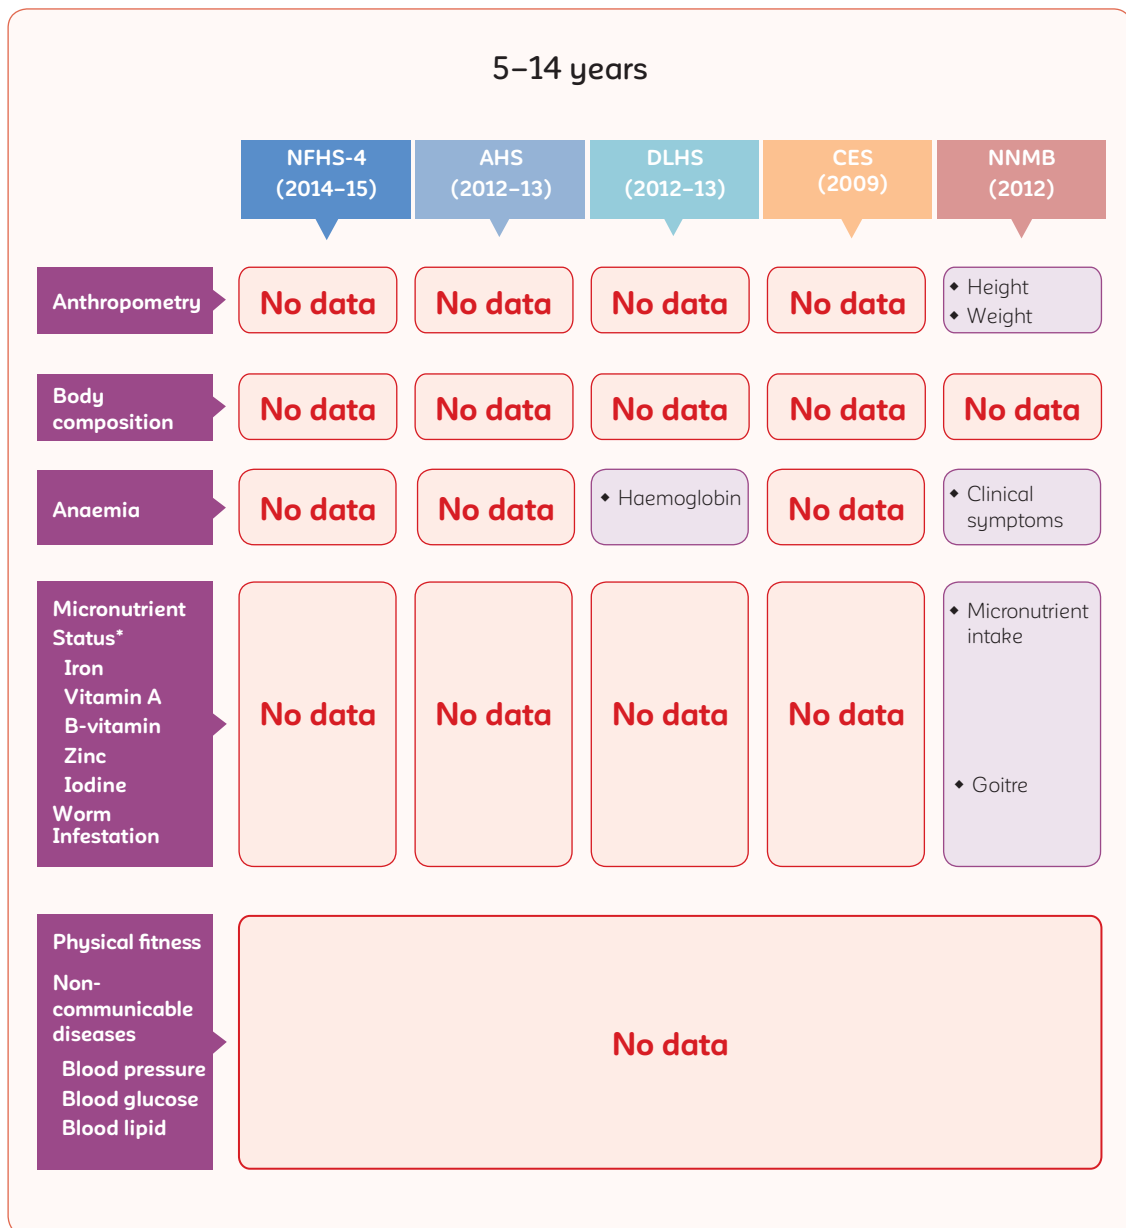 5–14 years
NFHS-4
(2014–15)
AHS
(2012–13)
DLHS
(2012–13)
CES
(2009)
NNMB
(2012)
Anthropometry
No data
No data
No data
No data
◆ Height
◆ Weight
Body
composition
No data
No data
No data
No data
No data
Anaemia
No data
No data
◆ Haemoglobin
No data
◆ Clinical
symptoms
Micronutrient
Status*
Iron
Vitamin A
B-vitamin
Zinc
Iodine
Worm
Infestation
No data
No data
No data
No data
◆ Micronutrient
intake
◆ Goitre
Physical fitness
Non-
communicable
diseases
Blood pressure
Blood glucose
Blood lipid
No data